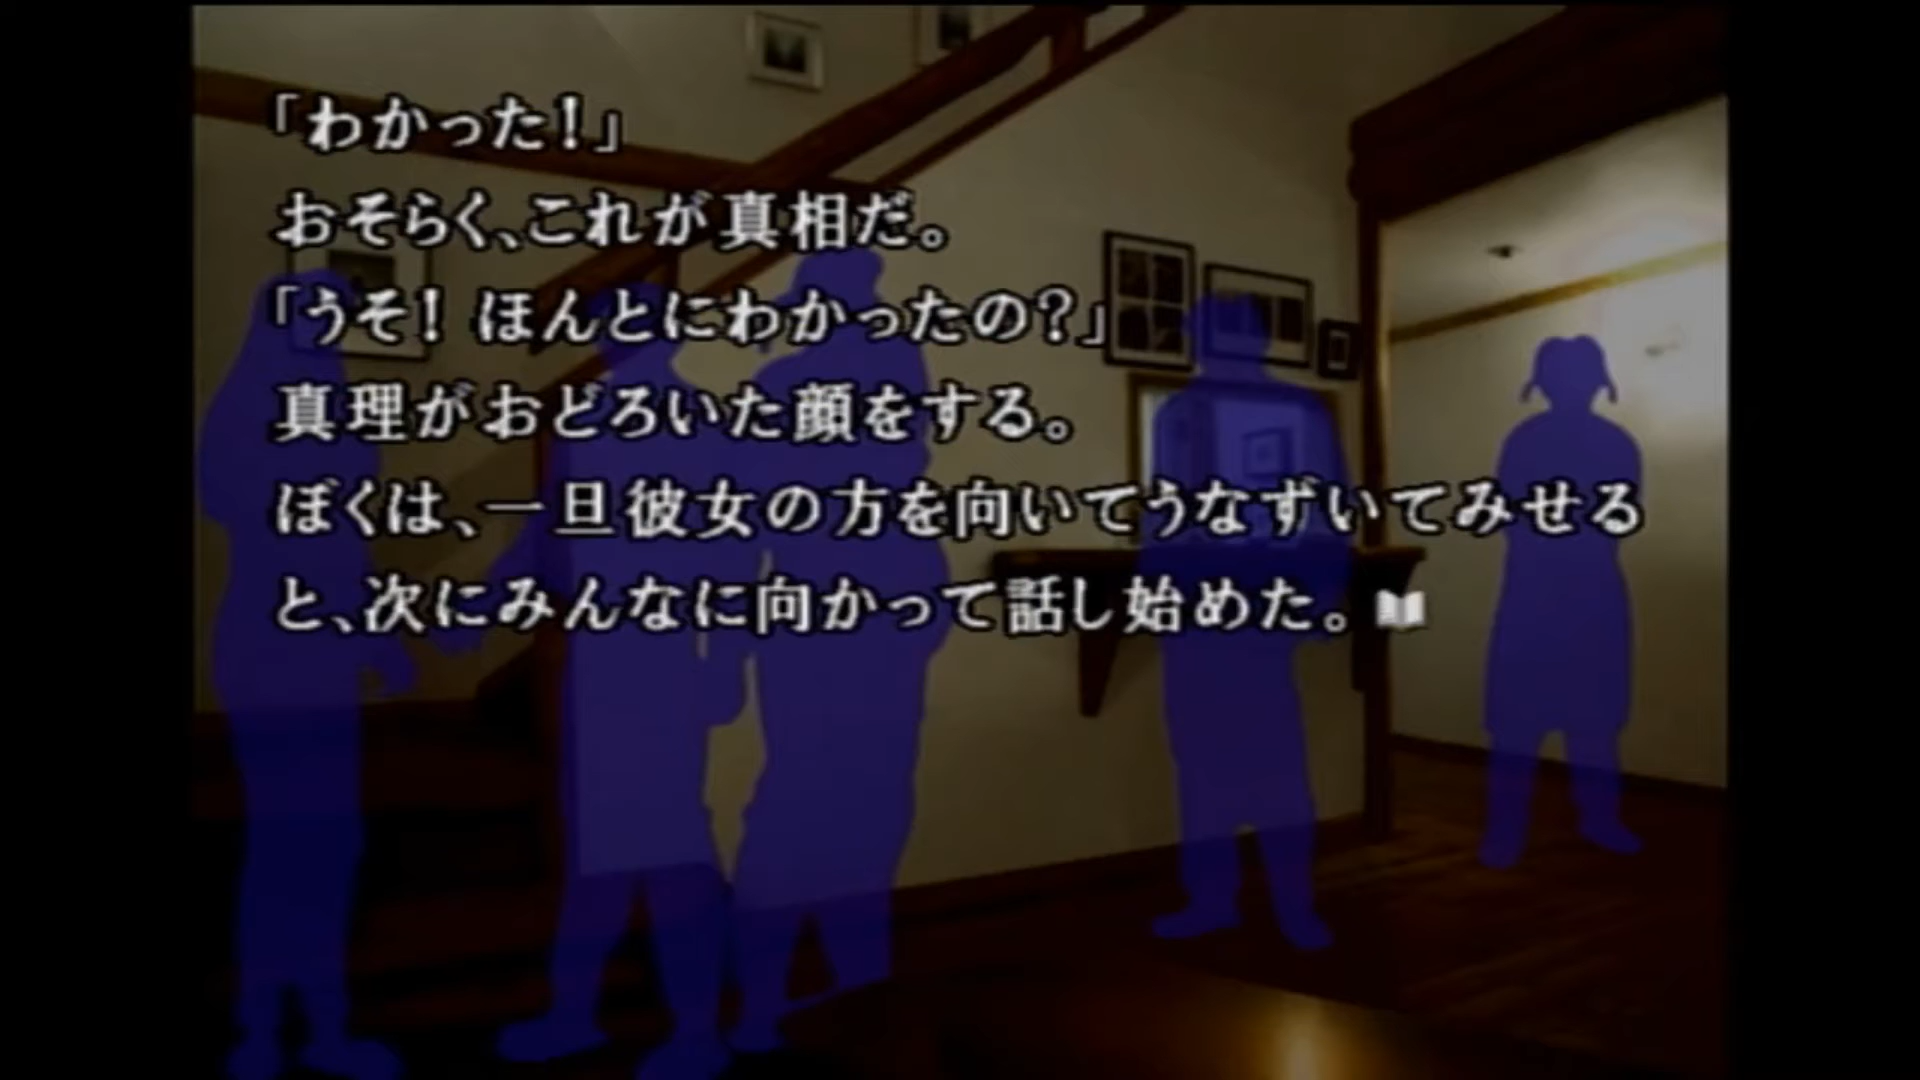 「わかった！」
おそらく、これが真相だ。
「うそ！ ほんとにわかったの？」
真理がおどろいた顔をする。
ぼくは、一旦彼女の方を向いてうなずいてみせる
と、次にみんなに向かって話し始めた。